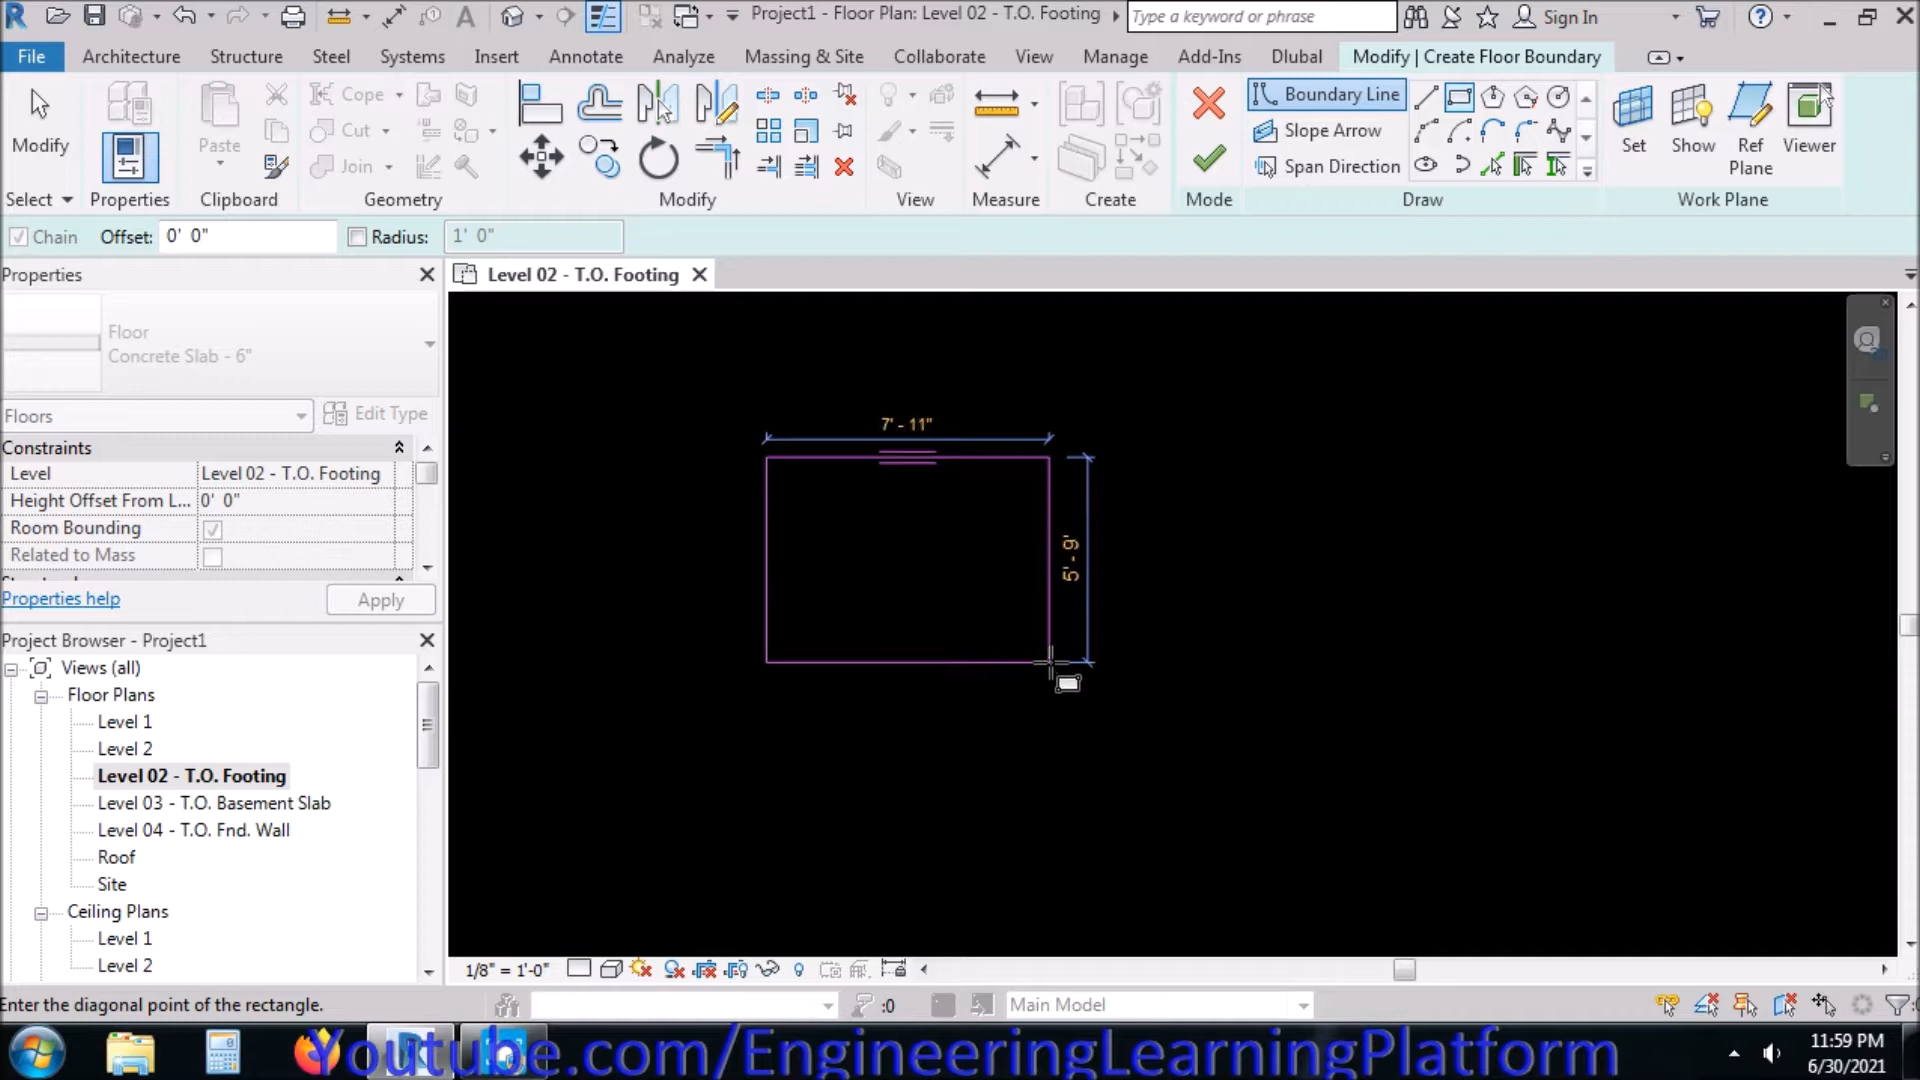 Project1 - Floor Plan: Level 02 - T.O. Footing
Type a keyword or phrase
Sign In
File
Architecture
Structure
Steel
Systems
Insert
Annotate
Analyze
Massing & Site
Collaborate
View
Manage
Add-Ins
Dlubal
Modify | Create Floor Boundary
Modify
Paste
Cope
Cut
Join
Boundary Line
Slope Arrow
Span Direction
Set
Show
Ref
Plane
Viewer
Select
Properties
Clipboard
Geometry
Modify
View
Measure
Create
Mode
Draw
Work Plane
Chain
Offset:
0' 0"
Radius:
1' 0"
Properties
Level 02 - T.O. Footing
Floor
Concrete Slab - 6"
Floors
Edit Type
Constraints
Level
Level 02 - T.O. Footing
Height Offset From L...
0' 0"
Room Bounding
Related to Mass
Properties help
Apply
7' - 11"
5' - 9"
Project Browser - Project1
Views (all)
Floor Plans
Level 1
Level 2
Level 02 - T.O. Footing
Level 03 - T.O. Basement Slab
Level 04 - T.O. Fnd. Wall
Roof
Site
Ceiling Plans
Level 1
Level 2
1/8" = 1'-0"
Enter the diagonal point of the rectangle.
:0
Main Model
Youtube.com/EngineeringLearningPlatform
11:59 PM
6/30/2021